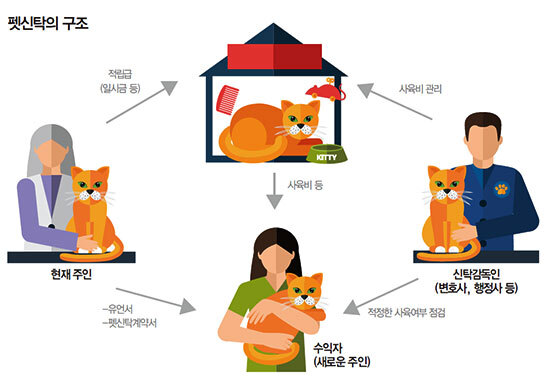 펫신탁의 구조
적립금
(일시금 등)
사육비 관리
KITTY
사육비 등
현재 주인
신탁감독인
(변호사, 행정사 등)
-유언서
-펫신탁계약서
적정한 사육여부 점검
수익자
(새로운 주인)